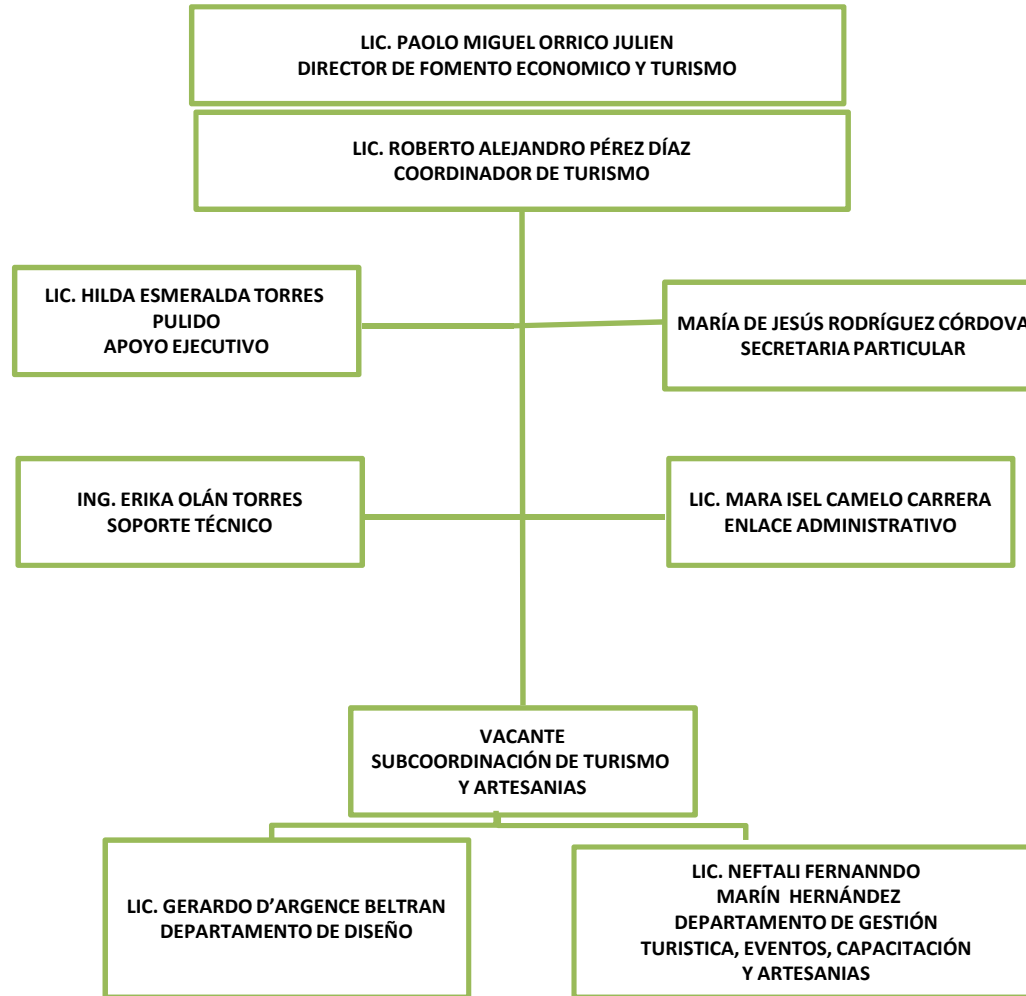 LIC. PAOLO MIGUEL ORRICO JULIEN
DIRECTOR DE FOMENTO ECONOMICO Y TURISMO
LIC. ROBERTO ALEJANDRO PÉREZ DÍAZ
COORDINADOR DE TURISMO
LIC. HILDA ESMERALDA TORRES
PULIDO
APOYO EJECUTIVO
MARÍA DE JESÚS RODRÍGUEZ CÓRDOVA
SECRETARIA PARTICULAR
ING. ERIKA OLÁN TORRES
SOPORTE TÉCNICO
LIC. MARA ISEL CAMELO CARRERA
ENLACE ADMINISTRATIVO
VACANTE
SUBCOORDINACIÓN DE TURISMO
Y ARTESANIAS
LIC. GERARDO D’ARGENCE BELTRAN
DEPARTAMENTO DE DISEÑO
LIC. NEFTALI FERNANNDO
MARÍN  HERNÁNDEZ
DEPARTAMENTO DE GESTIÓN
TURISTICA, EVENTOS, CAPACITACIÓN
Y ARTESANIAS